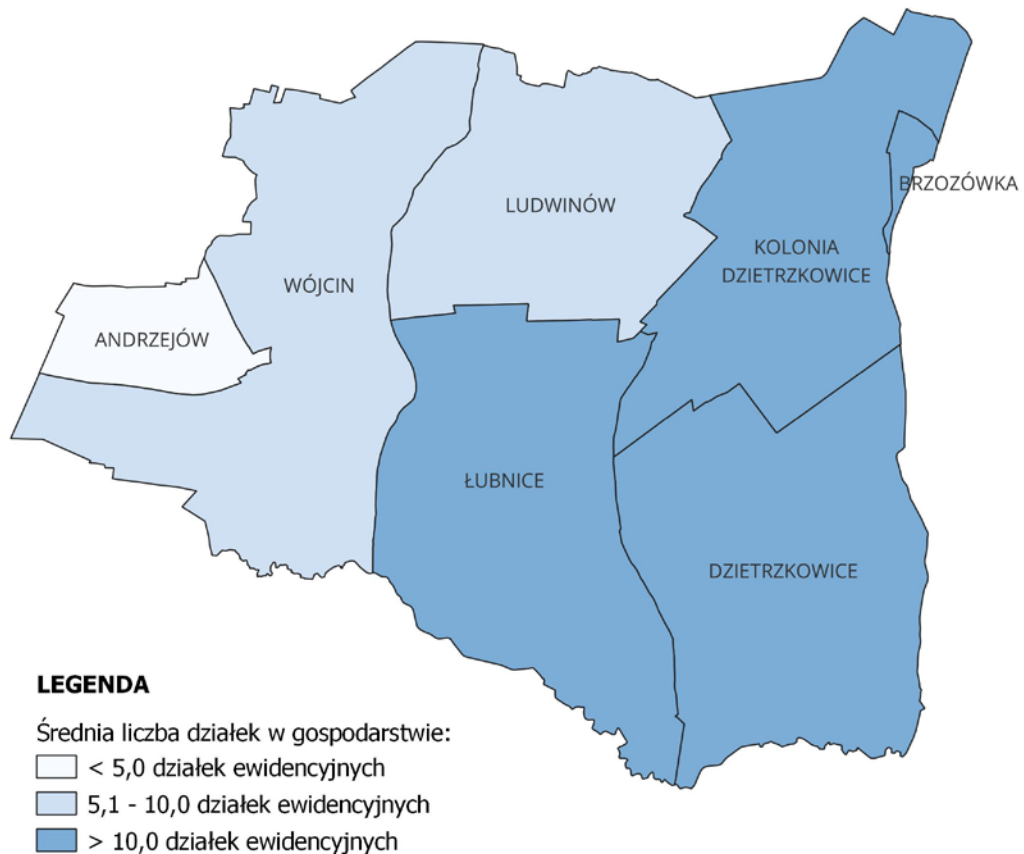 BRZOZÓWKA
LUDWINÓW
KOLONIA
DZIETRZKOWICE
WÓJCIN
ANDRZEJÓW
ŁUBNICE
DZIETRZKOWICE
LEGENDA
Średnia liczba działek w gospodarstwie:
< 5,0 działek ewidencyjnych
5,1 - 10,0 działek ewidencyjnych
> 10,0 działek ewidencyjnych